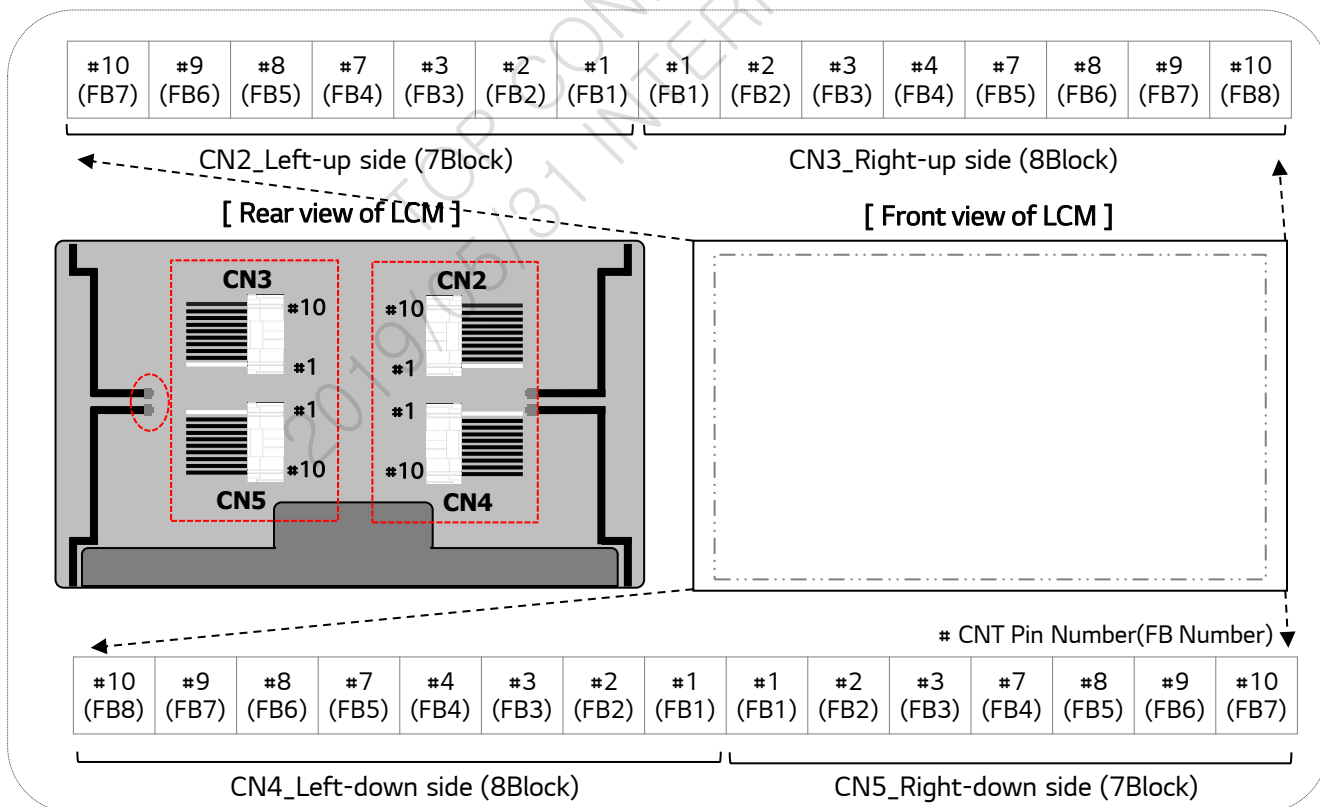 #10 #9 #8 #7 #3 #2 #1 #1 #2 #3 #4 #7 #8 #9 #10
(FB7) (FB6) (FB5) (FB4) (FB3) (FB2) (FB1) (FB1) (FB2) (FB3) (FB4) (FB5) (FB6) (FB7) (FB8)
CN2_Left-up side (7Block) CN3_Right-up side (8Block)
[ Rear view of LCM ] [ Front view of LCM ]
CN3 CN2
#10 #10
#1 #1
#1 #1
#10 #10
CN5 CN4
# CNT Pin Number(FB Number)
#10 #9 #8 #7 #4 #3 #2 #1 #1 #2 #3 #7 #8 #9 #10
(FB8) (FB7) (FB6) (FB5) (FB4) (FB3) (FB2) (FB1) (FB1) (FB2) (FB3) (FB4) (FB5) (FB6) (FB7)
CN4_Left-down side (8Block) CN5_Right-down side (7Block)
TOP
2019/05/31